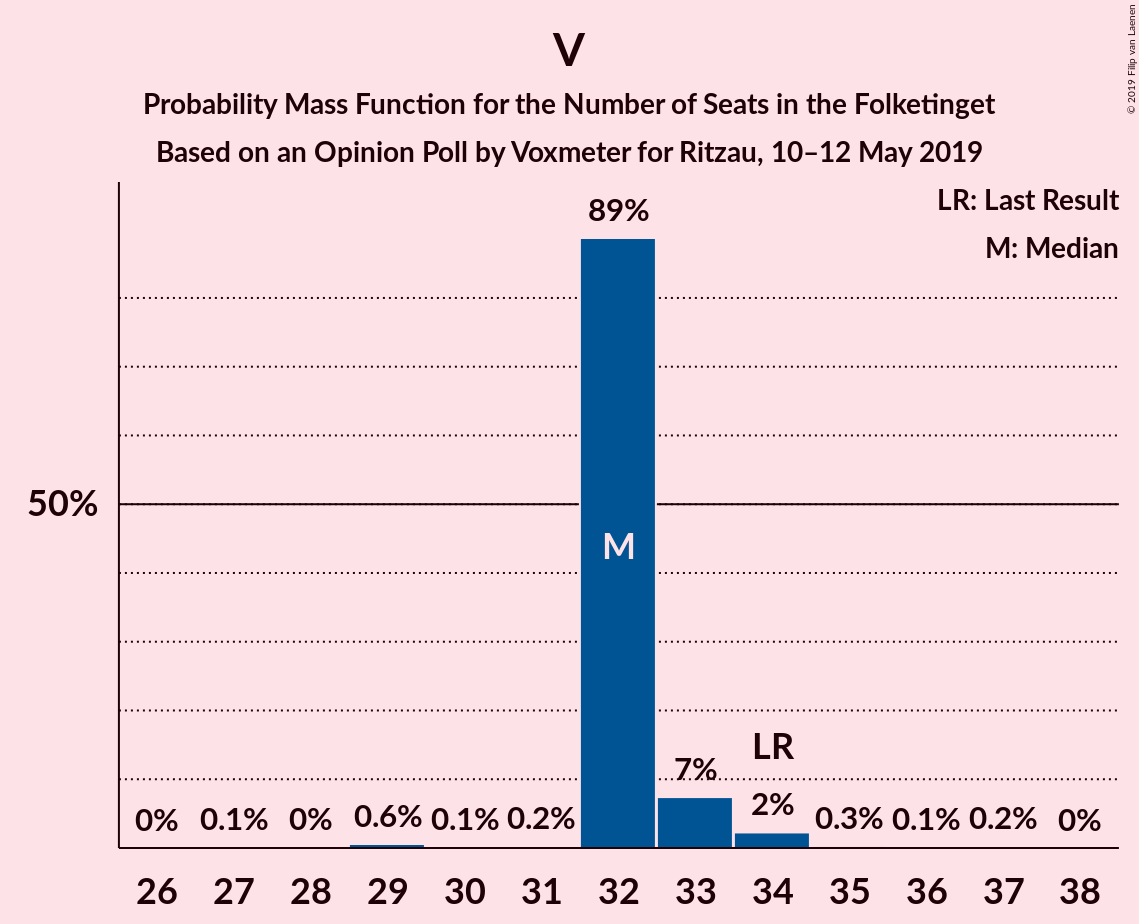 V
Probability Mass Function for the Number of Seats in the Folketinget
Based on an Opinion Poll by Voxmeter for Ritzau, 10–12 May 2019
© 2019 Filip van Laenen
LR: Last Result
M: Median
89%
50%
M
LR
7%
0% 0.1% 0% 0.6% 0.1% 0.2% 2% 0.3% 0.1% 0.2% 0%
26 27 28 29 30 31 32 33 34 35 36 37 38